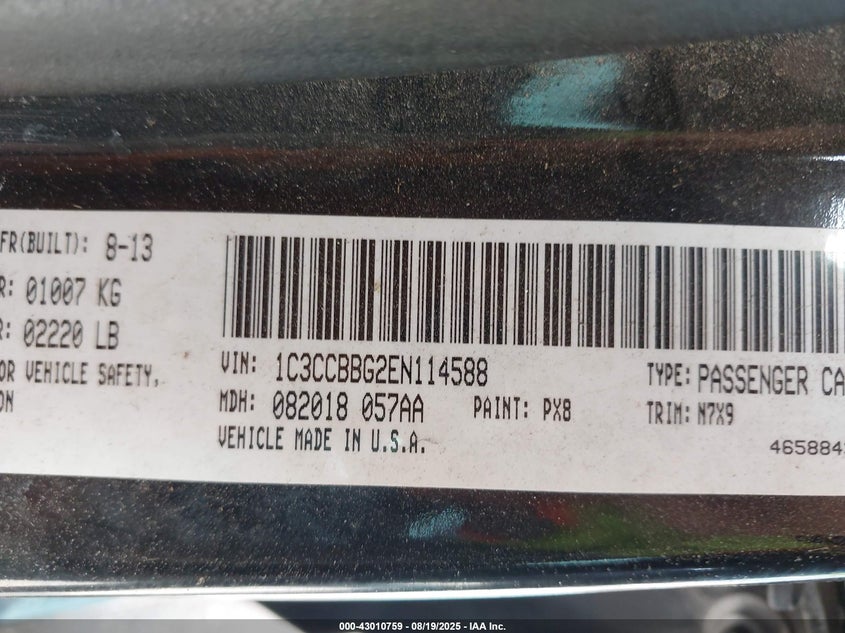 FR(BUILT): 8-13
R: 01007 KG
R: 02220 LB
OR VEHICLE SAFETY,
ON
VIN: 1C3CCBBG2EN114588
TYPE: PASSENGER CA
MDH: 082018 057AA
PAINT: PX8
TRIM: N7X9
VEHICLE MADE IN U.S.A.
465884
000-43010759 - 08/19/2025 - IAA Inc.